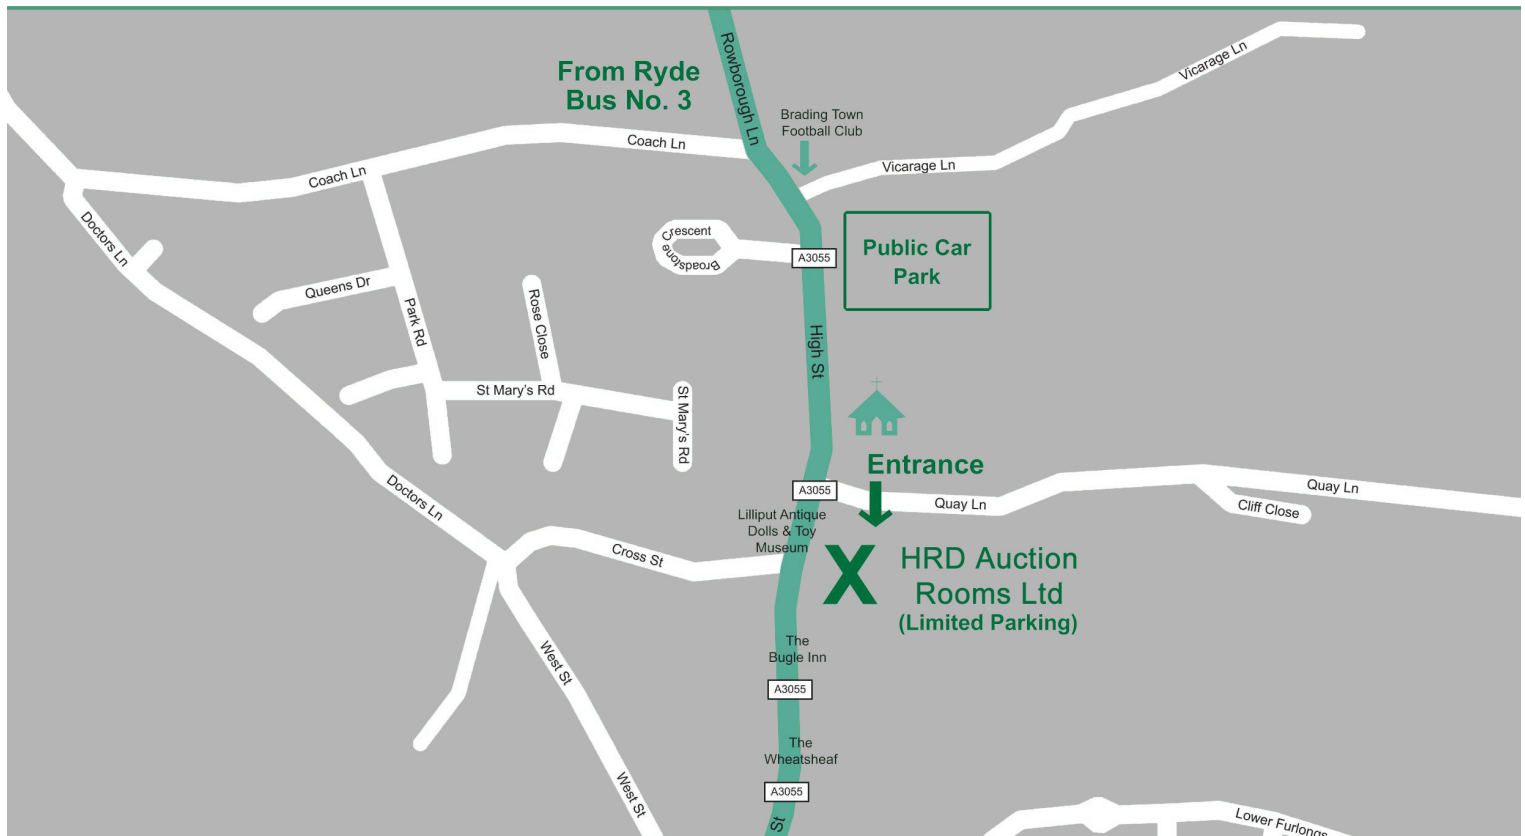 Rowborough Ln
Vicarage Ln
From Ryde
Bus No. 3
Brading Town
Football Club
Coach Ln
Vicarage Ln
Coach Ln
Doctors Ln
Broadstone Crescent
A3055
Public Car
Park
Queens Dr
Park Rd
Rose Close
High St
St Mary's Rd
St Mary's Rd
Entrance
Doctors Ln
A3055
Quay Ln
Quay Ln
Cliff Close
Lilliput Antique
Dolls & Toy
Museum
Cross St
X
HRD Auction
Rooms Ltd
(Limited Parking)
The
Bugle Inn
West St
A3055
The
Wheatsheaf
West St
A3055
St
Lower Furlongs